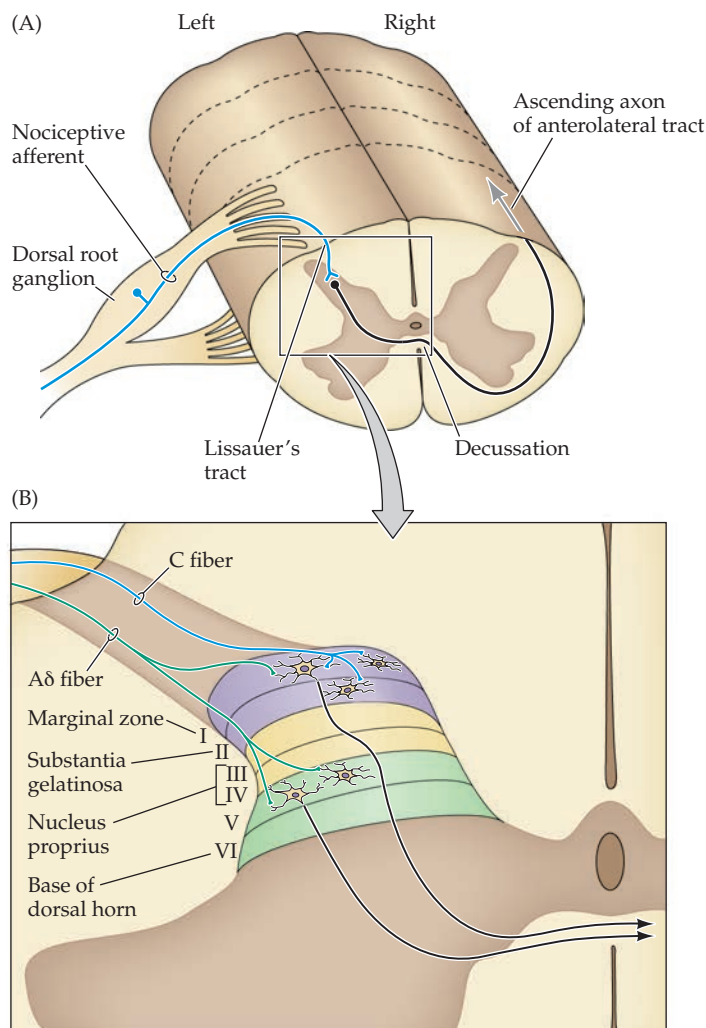 (A)
Left
Right
Nociceptive
afferent
Dorsal root
ganglion
Ascending axon
of anterolateral tract
Lissauer's
tract
Decussation
(B)
C fiber
Aδ fiber
Marginal zone
I
Substantia
gelatinosa
II
III
IV
Nucleus
proprius
V
VI
Base of
dorsal horn